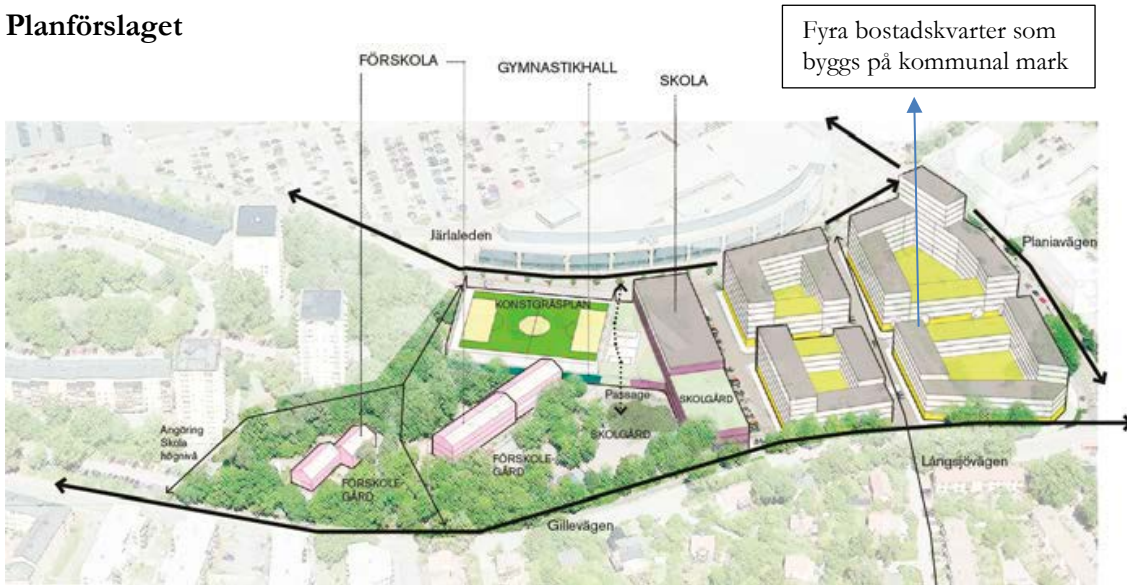 Planförslaget
Fyra bostadskvarter som
byggs på kommunal mark
FÖRSKOLA
GYMNASTIKHALL
SKOLA
Järlaleden
Planiavägen
KONSTGRÄSPLAN
Passage
SKOLGÅRD
SKOLGÅRD
Angöring
Skola
högnivå
FÖRSKOLE-
GÅRD
FÖRSKOLE-
GÅRD
Långsjövägen
Gillevägen